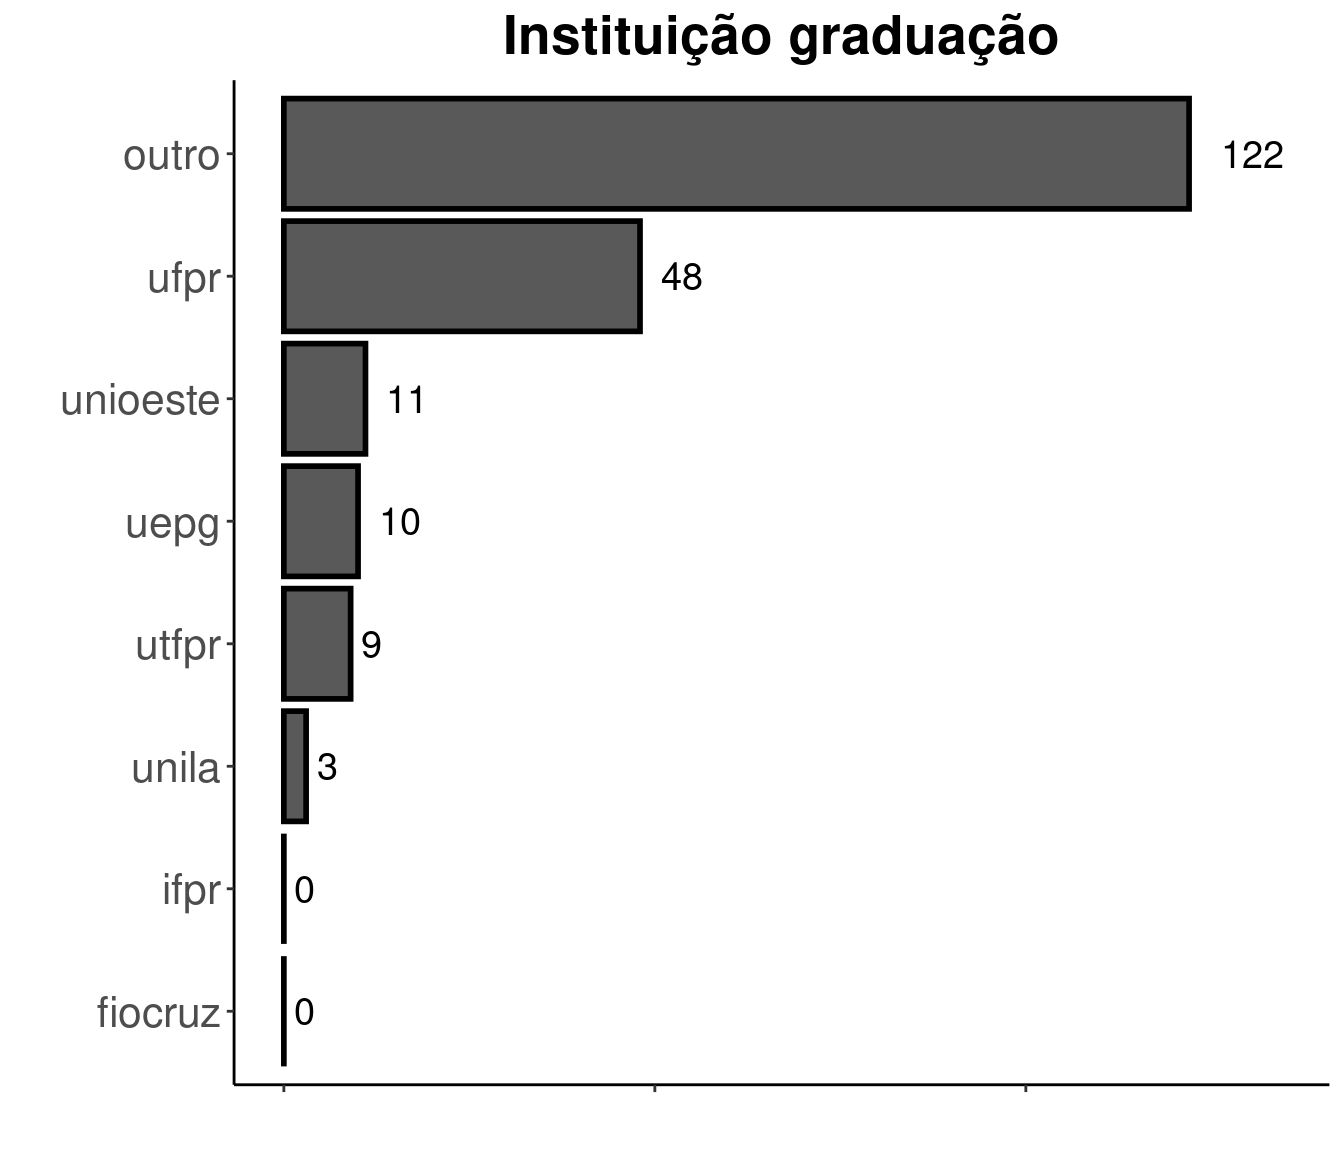 Instituição graduação
outro 122
ufpr 48
unioeste 11
uepg 10
utfpr 9
unila 3
ifpr 0
fiocruz 0